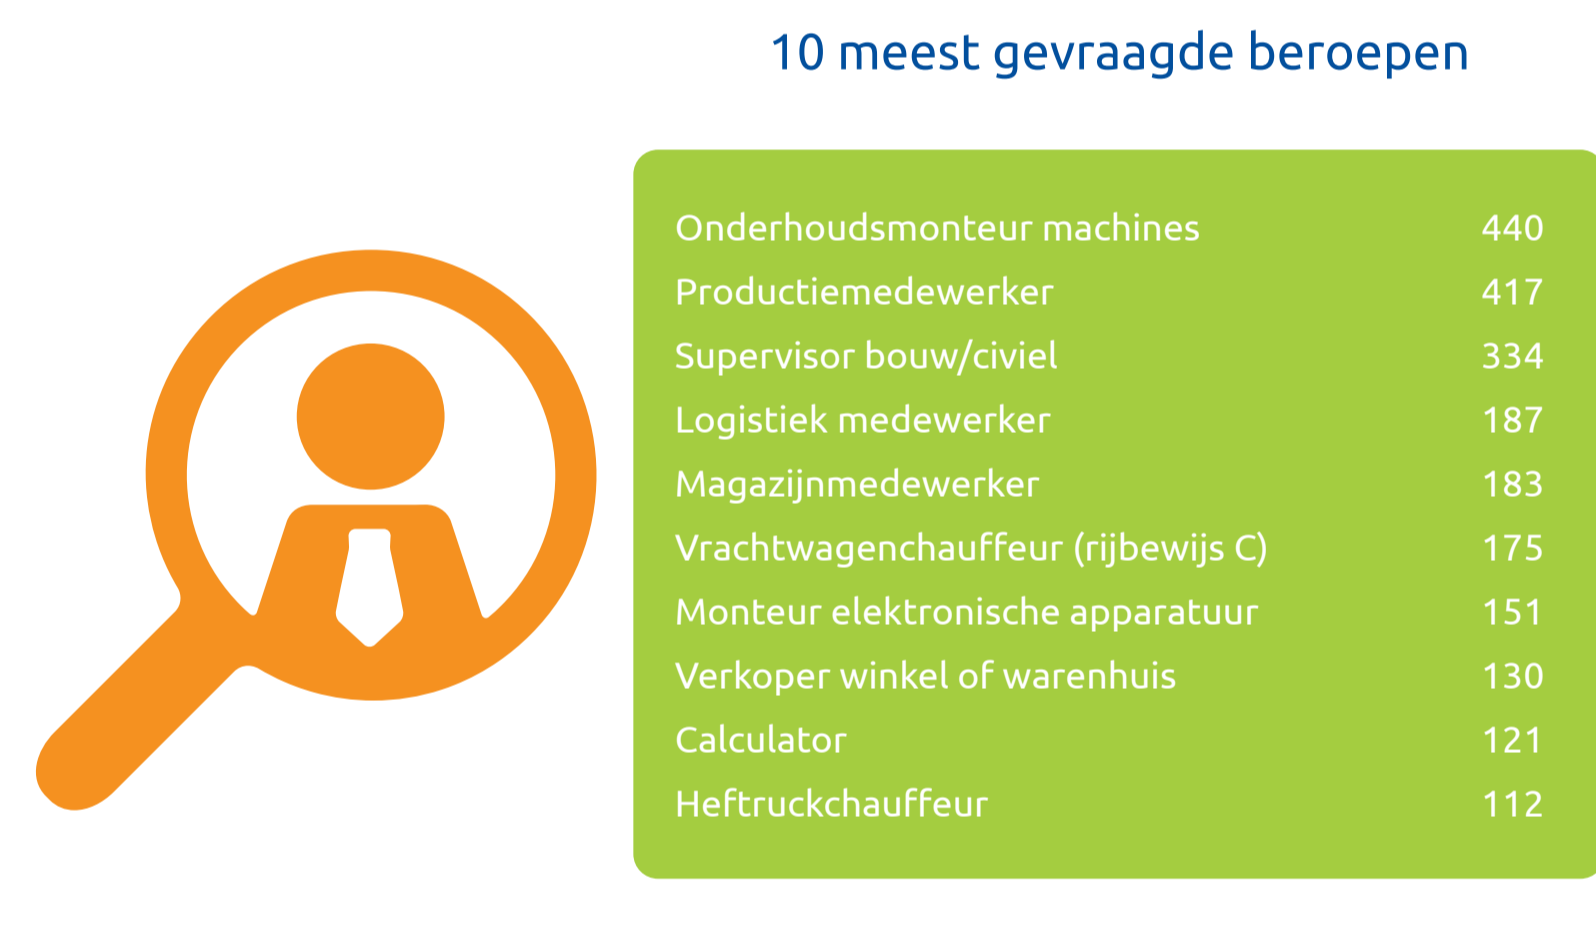 10 meest gevraagde beroepen
Onderhoudsmonteur machines 440
Productiemedewerker 417
Supervisor bouw/civiel 334
Logistiek medewerker 187
Magazijnmedewerker 183
Vrachtwagenchauffeur (rijbewijs C) 175
Monteur elektronische apparatuur 151
Verkoper winkel of warenhuis 130
Calculator 121
Heftruckchauffeur 112